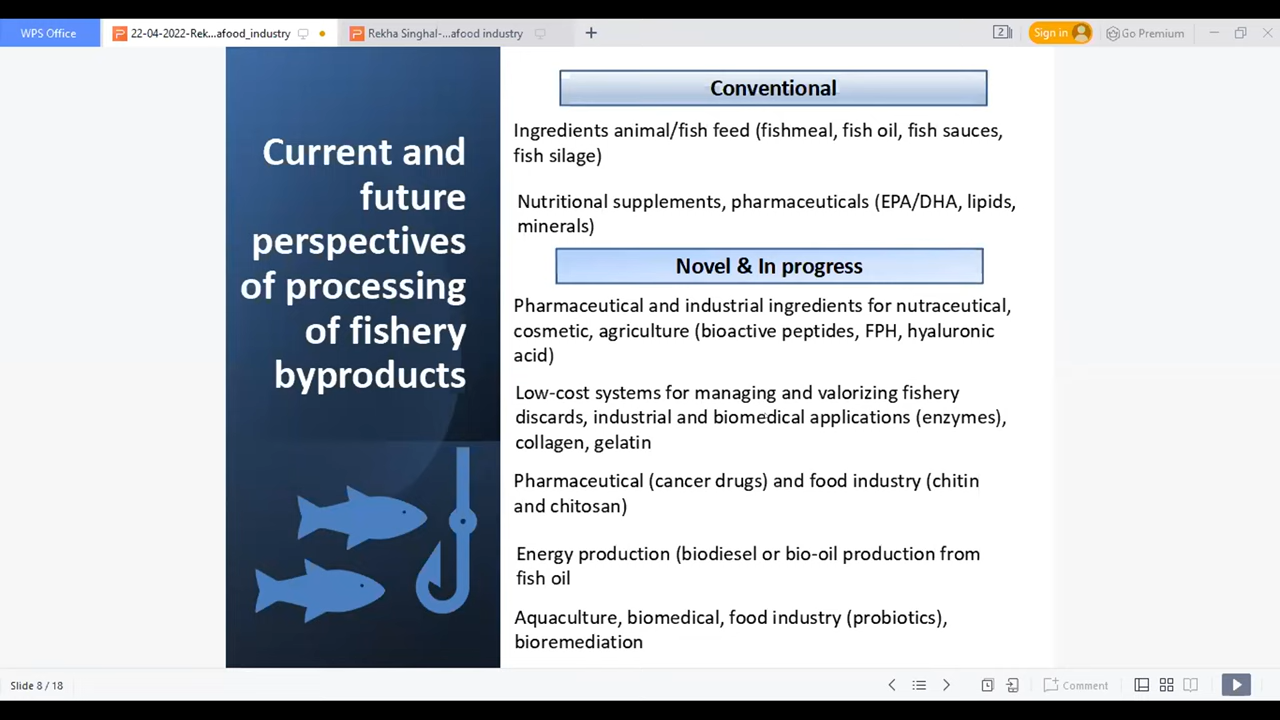 WPS Office
22-04-2022-Rek...afood_industry
Rekha Singhal-...afood industry
2
Sign in
Go Premium
Current and
future
perspectives
of processing
of fishery
byproducts
Conventional
Ingredients animal/fish feed (fishmeal, fish oil, fish sauces,
fish silage)
Nutritional supplements, pharmaceuticals (EPA/DHA, lipids,
minerals)
Novel & In progress
Pharmaceutical and industrial ingredients for nutraceutical,
cosmetic, agriculture (bioactive peptides, FPH, hyaluronic
acid)
Low-cost systems for managing and valorizing fishery
discards, industrial and biomedical applications (enzymes),
collagen, gelatin
Pharmaceutical (cancer drugs) and food industry (chitin
and chitosan)
Energy production (biodiesel or bio-oil production from
fish oil
Aquaculture, biomedical, food industry (probiotics),
bioremediation
Slide 8 / 18
Comment